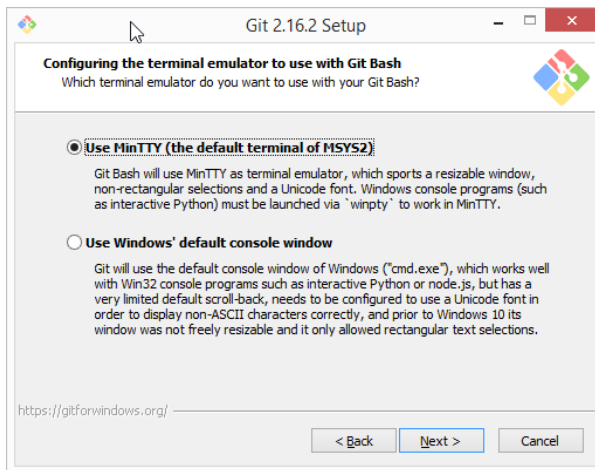 Git 2.16.2 Setup
Configuring the terminal emulator to use with Git Bash
Which terminal emulator do you want to use with your Git Bash?
Use MinTTY (the default terminal of MSYS2)
Git Bash will use MinTTY as terminal emulator, which sports a resizable window,
non-rectangular selections and a Unicode font. Windows console programs (such
as interactive Python) must be launched via `winpty` to work in MinTTY.
Use Windows' default console window
Git will use the default console window of Windows ("cmd.exe"), which works well
with Win32 console programs such as interactive Python or node.js, but has a
very limited default scroll-back, needs to be configured to use a Unicode font in
order to display non-ASCII characters correctly, and prior to Windows 10 its
window was not freely resizable and it only allowed rectangular text selections.
https://gitforwindows.org/
< Back Next > Cancel